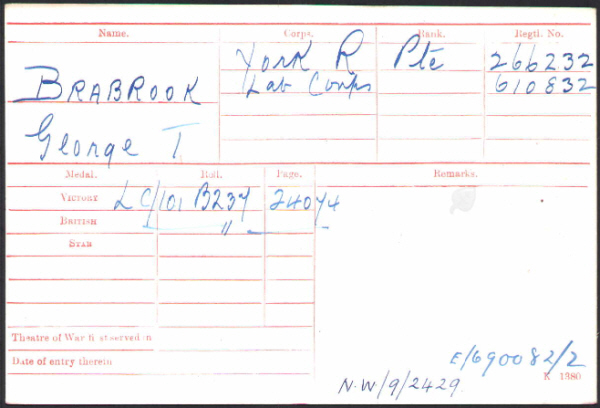 Name. Corps. Rank. Regtl. No.
BRABROOK York R Pte 266232
Lab Corps 610832
George T
Medal. Roll. Page. Remarks.
VICTORY LC/101 B237 24074
BRITISH " 
STAR
Theatre of War first served in
Date of entry therein
E/690082/2
K 1380
N.W/9/2429.